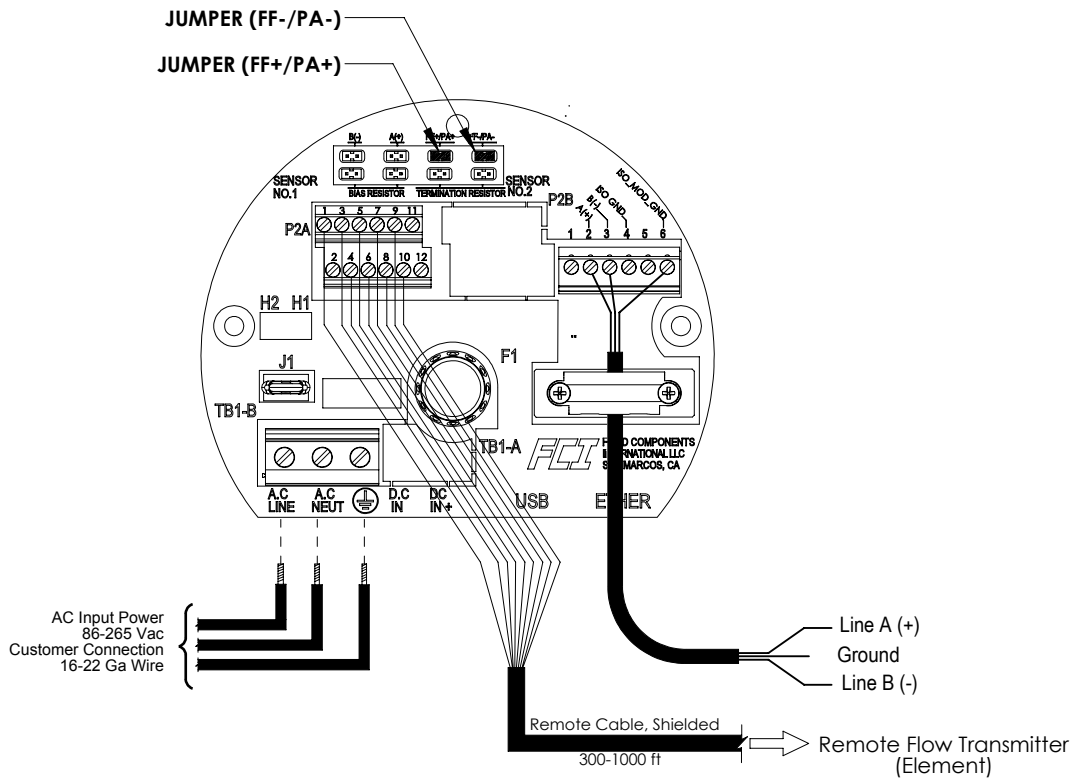 JUMPER (FF-/PA-)
JUMPER (FF+/PA+)
B(-) A(+)
SENSOR
NO.1
BIAS RESISTOR TERMINATION RESISTOR
SENSOR
NO.2
P2B
A(+)
B(-)
ISO GND
ISO_MOD_GND
1 2 3 4 5 6
P2A
1 3 5 7 9 11
2 4 6 8 10 12
H2 H1
J1
F1
TB1-B
TB1-A
FCI
COMPONENTS
LLC
MARCOS, CA
A.C
LINE
A.C
NEUT
D.C
IN
DC
IN +
USB
AC Input Power
86-265 Vac
Customer Connection
16-22 Ga Wire
Line A (+)
Ground
Line B (-)
Remote Cable, Shielded
300-1000 ft
Remote Flow Transmitter
(Element)